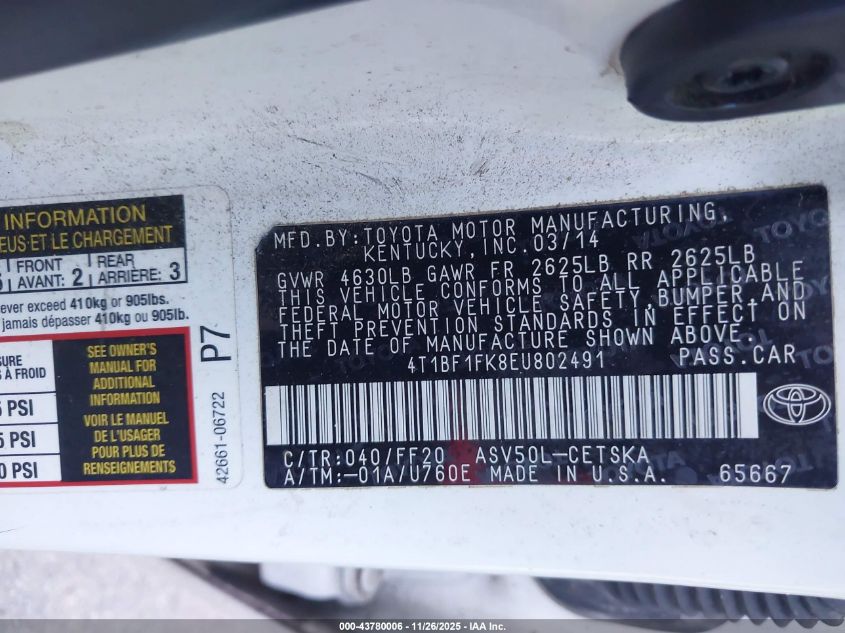 INFORMATION
EUS ET LE CHARGEMENT
FRONT
AVANT: 2
REAR
ARRIÈRE: 3
ever exceed 410kg or 905lbs.
jamais dépasser 410kg ou 905lb.
À FROID
PSI
5 PSI
0 PSI
SEE OWNER'S
MANUAL FOR
ADDITIONAL
INFORMATION
VOIR LE MANUEL
DE L'USAGER
POUR PLUS DE
RENSEIGNEMENTS
P7
42661-06722
MFD.BY:TOYOTA MOTOR MANUFACTURING,
KENTUCKY,INC.03/14
GVWR 4630LB GAWR FR 2625LB RR 2625LB
THIS VEHICLE CONFORMS TO ALL APPLICABLE
FEDERAL MOTOR VEHICLE SAFETY,BUMPER,AND
THEFT PREVENTION STANDARDS IN EFFECT ON
THE DATE OF MANUFACTURE SHOWN ABOVE.
4T1BF1FK8EU802491 PASS.CAR
C/TR:040/FF20 ASV50L-CETSKA
A/TM:-01A/U760E MADE IN U.S.A. 65667
TOYOTA
000-43780006 - 11/26/2025 - IAA Inc.